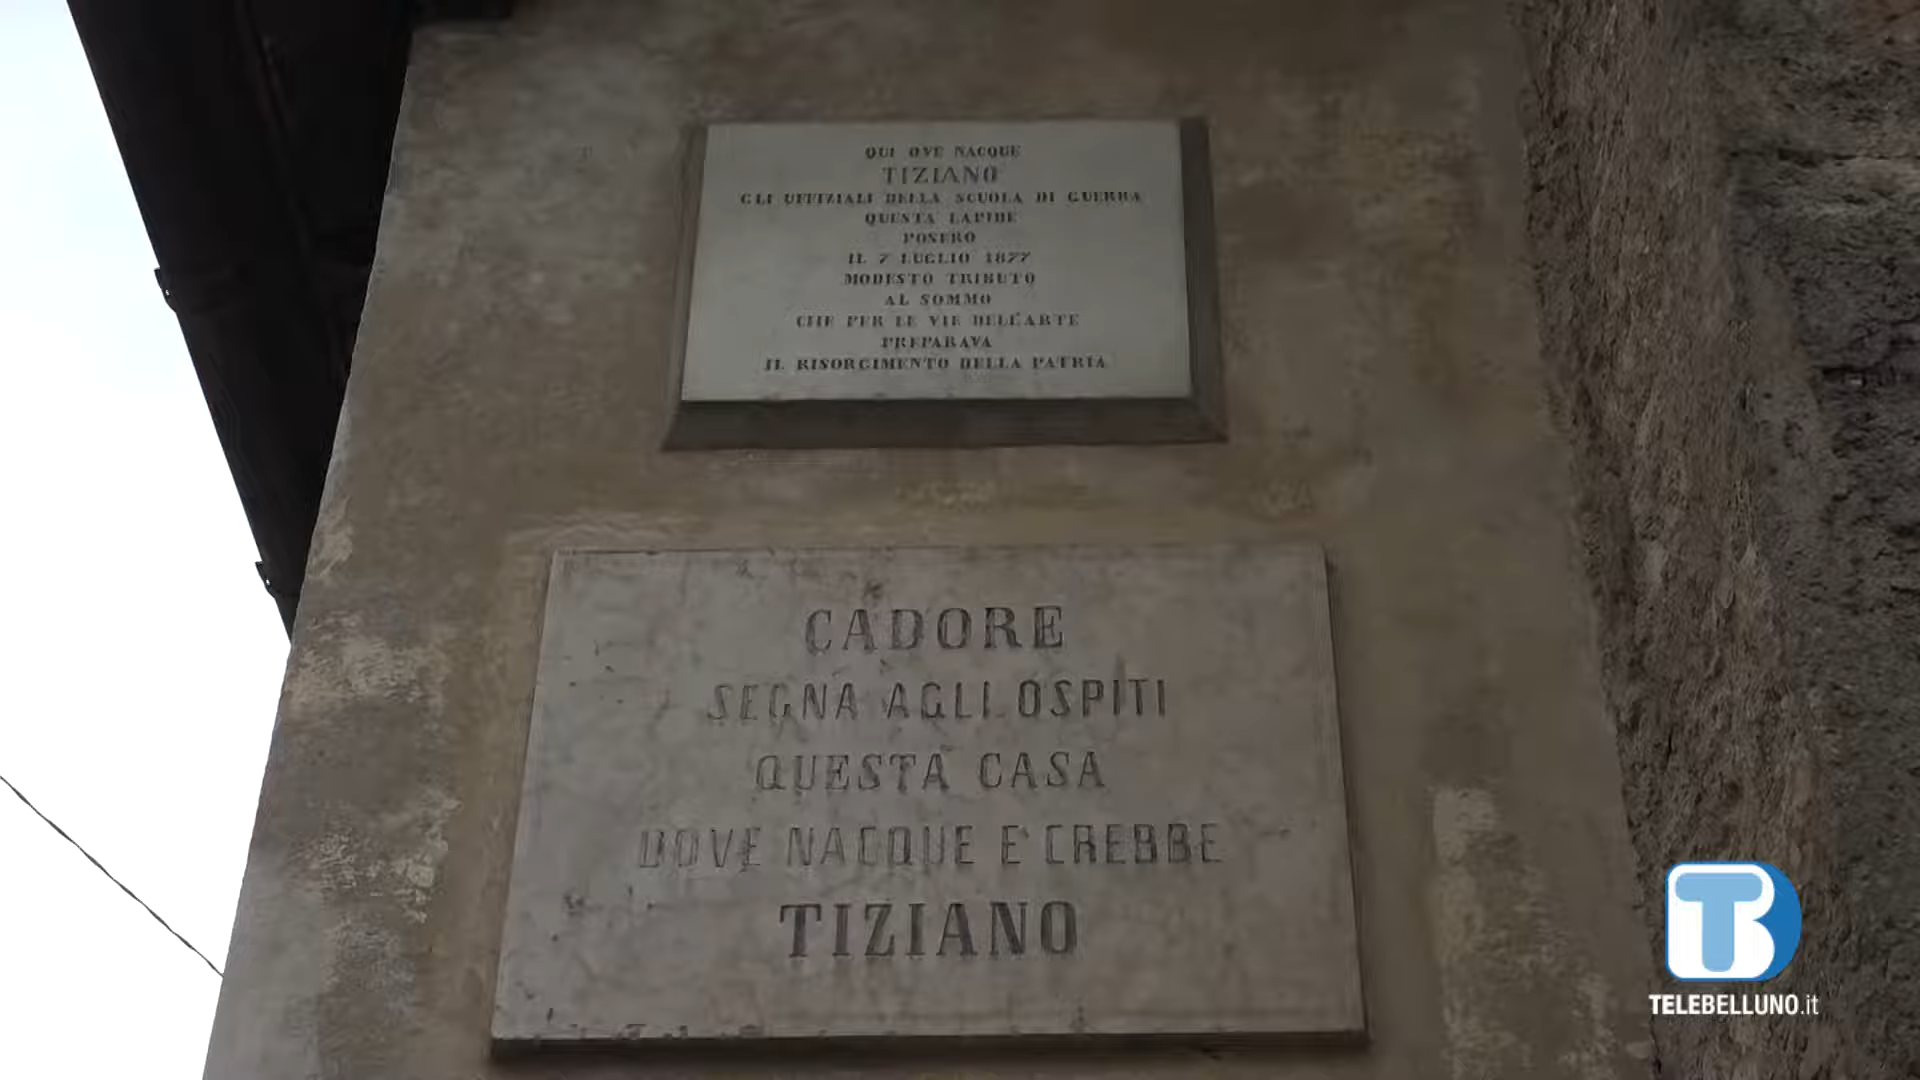 QUI OVE NACQUE
TIZIANO
GLI UFFIZIALI DELLA SCUOLA DI GUERRA
QUESTA LAPIDE
POSERO
IL 7 LUGLIO 1877
MODESTO TRIBUTO
AL SOMMO
CHE PER LE VIE DELL'ARTE
PREPARAVA
IL RISORGIMENTO DELLA PATRIA
CADORE
SEGNA AGLI OSPITI
QUESTA CASA
DOVE NACQUE E CREBBE
TIZIANO
TB
TELEBELLUNO.it